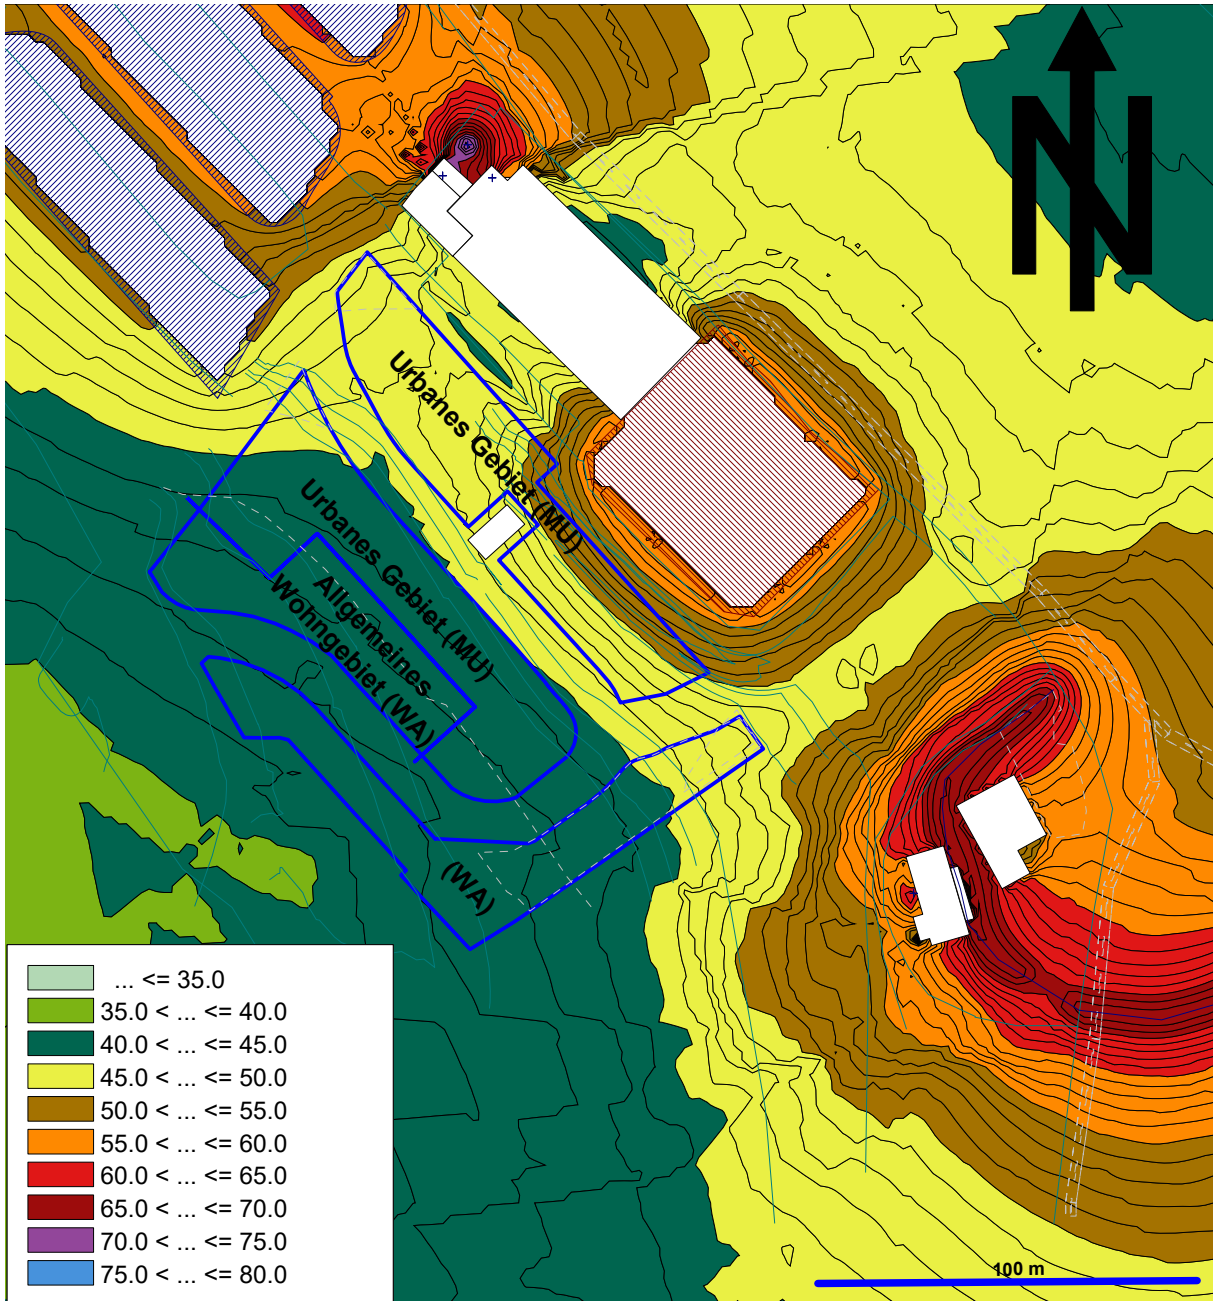 N
Urbanes Gebiet (MU)
Urbanes Gebiet (MU)
Allgemeines
Wohngebiet (WA)
(WA)
... <= 35.0
35.0 < ... <= 40.0
40.0 < ... <= 45.0
45.0 < ... <= 50.0
50.0 < ... <= 55.0
55.0 < ... <= 60.0
60.0 < ... <= 65.0
65.0 < ... <= 70.0
70.0 < ... <= 75.0
75.0 < ... <= 80.0
100 m